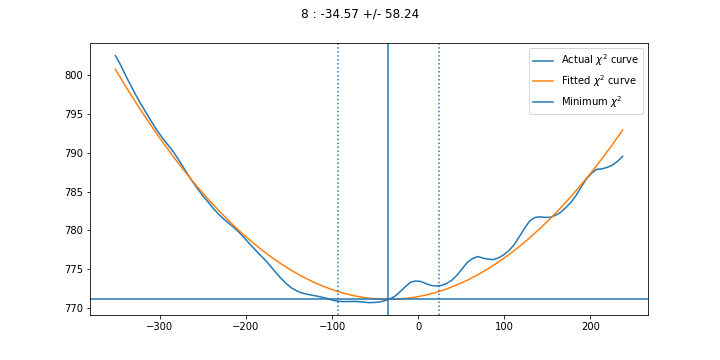 8 : -34.57 +/- 58.24
Actual χ² curve
Fitted χ² curve
Minimum χ²
800
795
790
785
780
775
770
−300 −200 −100 0 100 200